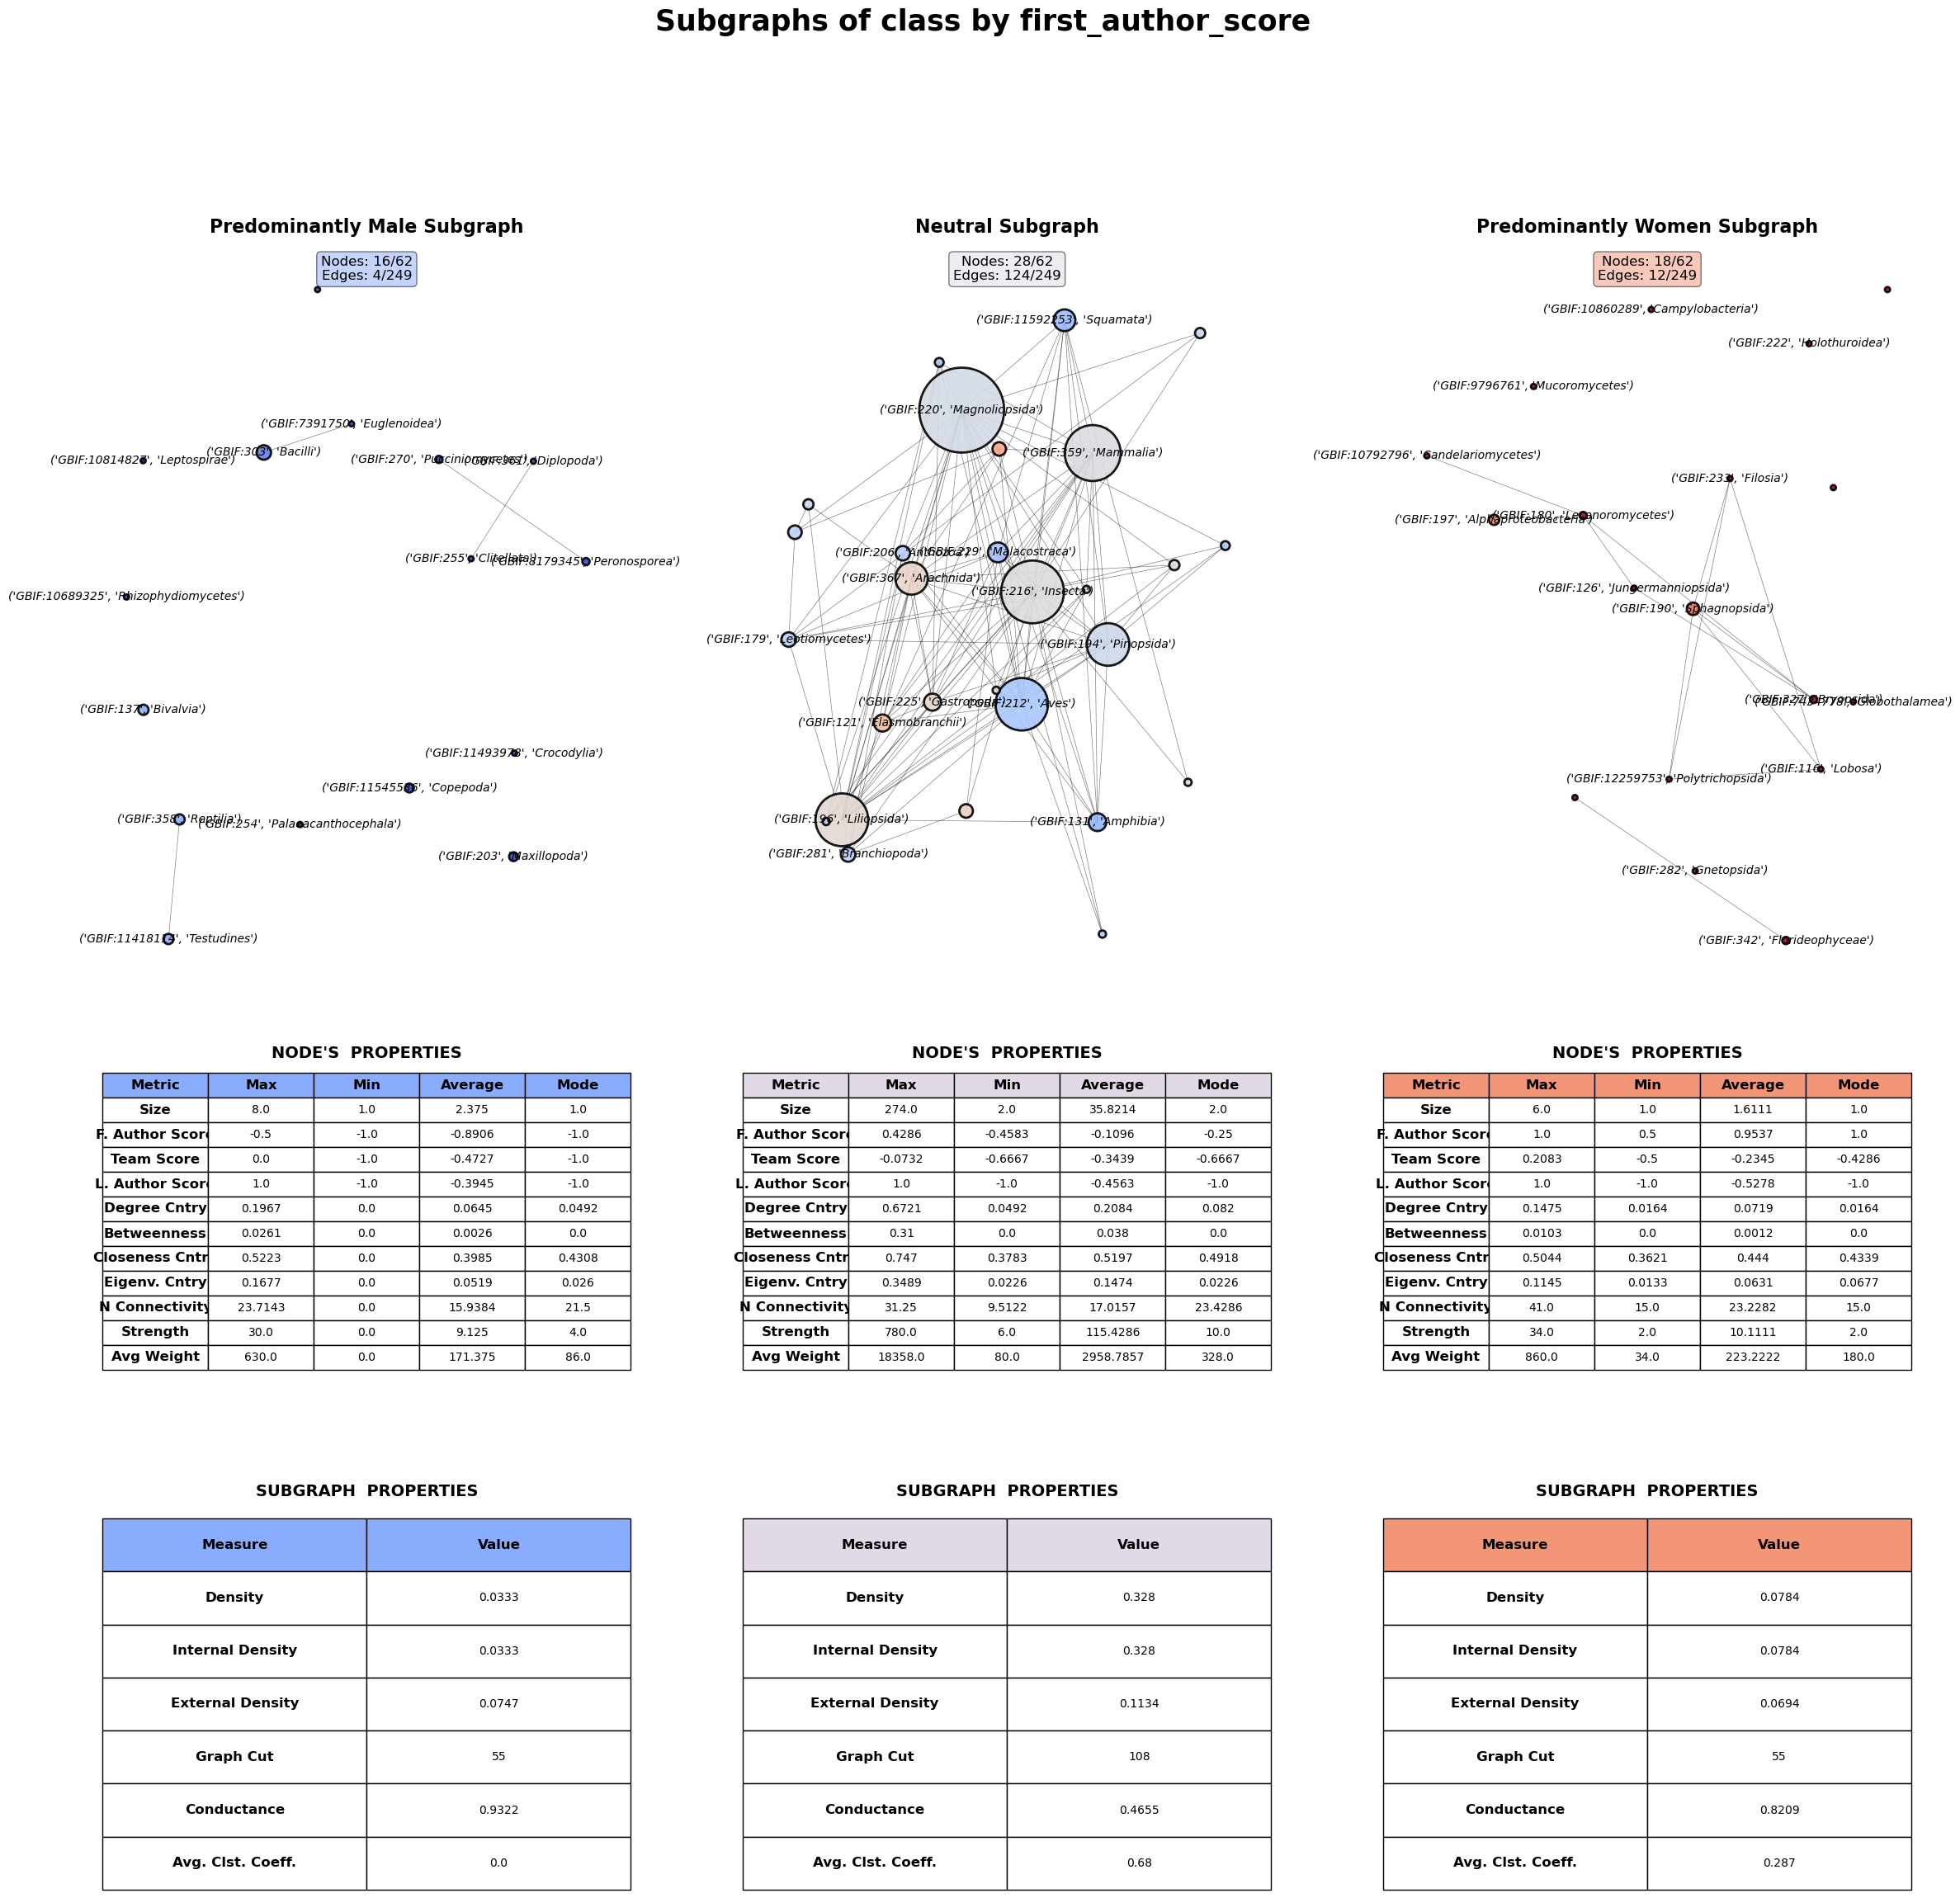 Subgraphs of class by first_author_score
Predominantly Male Subgraph
Nodes: 16/62
Edges: 4/249
('GBIF:7391750', 'Euglenoidea')
('GBIF:303', 'Bacilli')
('GBIF:10814827', 'Leptospirae')
('GBIF:270', 'Pucciniomycetes')
('GBIF:361', 'Diplopoda')
('GBIF:255', 'Clitellata')
('GBIF:8179345', 'Peronosporea')
('GBIF:10689325', 'Rhizophydiomycetes')
('GBIF:137', 'Bivalvia')
('GBIF:11493978', 'Crocodylia')
('GBIF:11545536', 'Copepoda')
('GBIF:358', 'Reptilia')
('GBIF:254', 'Palaeacanthocephala')
('GBIF:203', 'Maxillopoda')
('GBIF:11418114', 'Testudines')
Neutral Subgraph
Nodes: 28/62
Edges: 124/249
('GBIF:11592253', 'Squamata')
('GBIF:220', 'Magnoliopsida')
('GBIF:359', 'Mammalia')
('GBIF:206', 'Anthozoa')
('GBIF:229', 'Malacostraca')
('GBIF:367', 'Arachnida')
('GBIF:216', 'Insecta')
('GBIF:179', 'Leotiomycetes')
('GBIF:194', 'Pinopsida')
('GBIF:225', 'Gastropoda')
('GBIF:212', 'Aves')
('GBIF:121', 'Elasmobranchii')
('GBIF:196', 'Liliopsida')
('GBIF:131', 'Amphibia')
('GBIF:281', 'Branchiopoda')
Predominantly Women Subgraph
Nodes: 18/62
Edges: 12/249
('GBIF:10860289', 'Campylobacteria')
('GBIF:222', 'Holothuroidea')
('GBIF:9796761', 'Mucoromycetes')
('GBIF:10792796', 'Candelariomycetes')
('GBIF:233', 'Filosia')
('GBIF:197', 'Alphaproteobacteria')
('GBIF:180', 'Lecanoromycetes')
('GBIF:126', 'Jungermanniopsida')
('GBIF:190', 'Sphagnopsida')
('GBIF:327', 'Bryopsida')
'Globothalamea')
('GBIF:116', 'Lobosa')
('GBIF:12259753', 'Polytrichopsida')
('GBIF:282', 'Gnetopsida')
('GBIF:342', 'Florideophyceae')
NODE'S PROPERTIES
Metric Max Min Average Mode
Size 8.0 1.0 2.375 1.0
F. Author Score -0.5 -1.0 -0.8906 -1.0
Team Score 0.0 -1.0 -0.4727 -1.0
L. Author Score 1.0 -1.0 -0.3945 -1.0
Degree Cntry 0.1967 0.0 0.0645 0.0492
Betweenness 0.0261 0.0 0.0026 0.0
Closeness Cntr 0.5223 0.0 0.3985 0.4308
Eigenv. Cntry 0.1677 0.0 0.0519 0.026
N Connectivity 23.7143 0.0 15.9384 21.5
Strength 30.0 0.0 9.125 4.0
Avg Weight 630.0 0.0 171.375 86.0
NODE'S PROPERTIES
Metric Max Min Average Mode
Size 274.0 2.0 35.8214 2.0
F. Author Score 0.4286 -0.4583 -0.1096 -0.25
Team Score -0.0732 -0.6667 -0.3439 -0.6667
L. Author Score 1.0 -1.0 -0.4563 -1.0
Degree Cntry 0.6721 0.0492 0.2084 0.082
Betweenness 0.31 0.0 0.038 0.0
Closeness Cntr 0.747 0.3783 0.5197 0.4918
Eigenv. Cntry 0.3489 0.0226 0.1474 0.0226
N Connectivity 31.25 9.5122 17.0157 23.4286
Strength 780.0 6.0 115.4286 10.0
Avg Weight 18358.0 80.0 2958.7857 328.0
NODE'S PROPERTIES
Metric Max Min Average Mode
Size 6.0 1.0 1.6111 1.0
F. Author Score 1.0 0.5 0.9537 1.0
Team Score 0.2083 -0.5 -0.2345 -0.4286
L. Author Score 1.0 -1.0 -0.5278 -1.0
Degree Cntry 0.1475 0.0164 0.0719 0.0164
Betweenness 0.0103 0.0 0.0012 0.0
Closeness Cntr 0.5044 0.3621 0.444 0.4339
Eigenv. Cntry 0.1145 0.0133 0.0631 0.0677
N Connectivity 41.0 15.0 23.2282 15.0
Strength 34.0 2.0 10.1111 2.0
Avg Weight 860.0 34.0 223.2222 180.0
SUBGRAPH PROPERTIES
Measure Value
Density 0.0333
Internal Density 0.0333
External Density 0.0747
Graph Cut 55
Conductance 0.9322
Avg. Clst. Coeff. 0.0
SUBGRAPH PROPERTIES
Measure Value
Density 0.328
Internal Density 0.328
External Density 0.1134
Graph Cut 108
Conductance 0.4655
Avg. Clst. Coeff. 0.68
SUBGRAPH PROPERTIES
Measure Value
Density 0.0784
Internal Density 0.0784
External Density 0.0694
Graph Cut 55
Conductance 0.8209
Avg. Clst. Coeff. 0.287